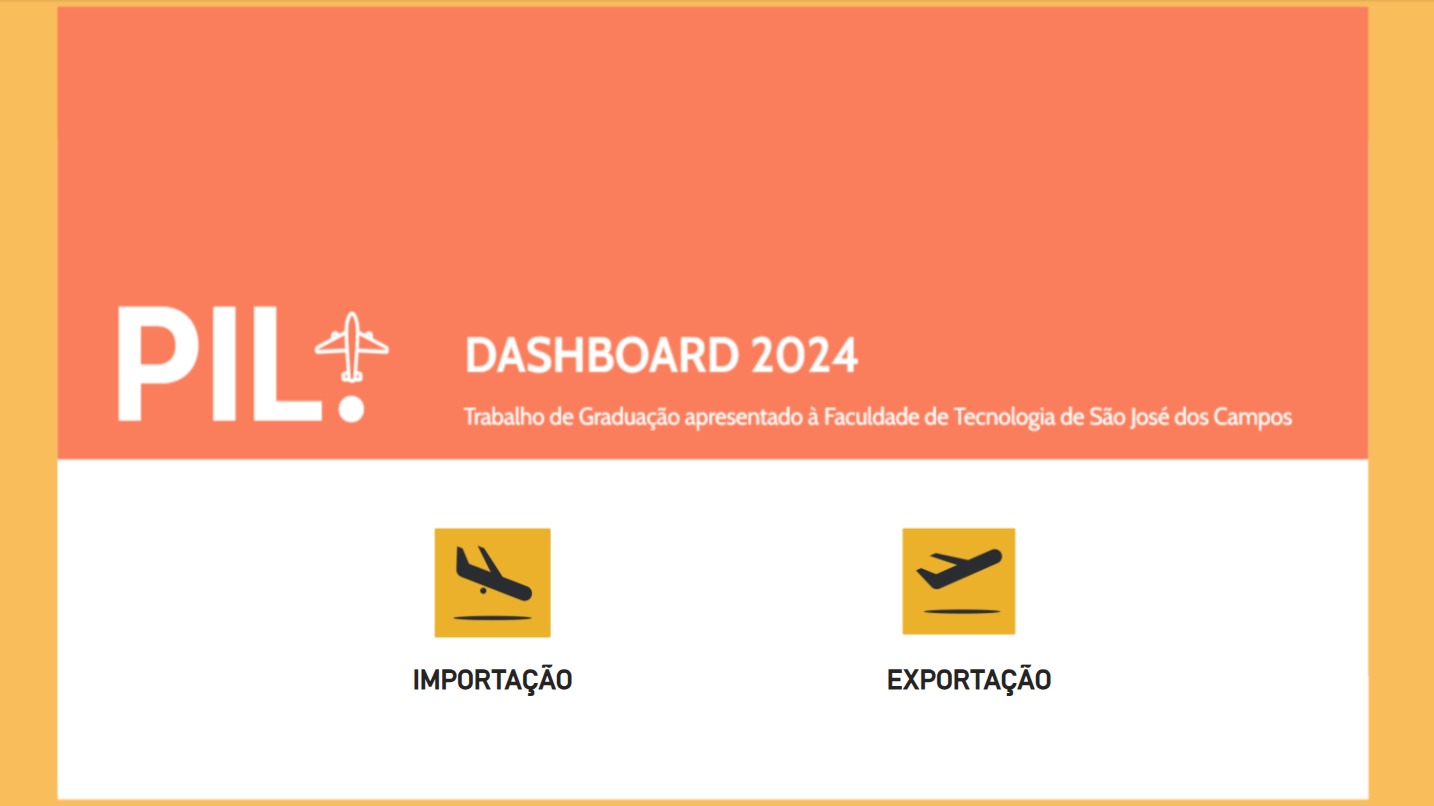 PIL
DASHBOARD 2024
Trabalho de Graduação apresentado à Faculdade de Tecnologia de São José dos Campos
IMPORTAÇÃO
EXPORTAÇÃO